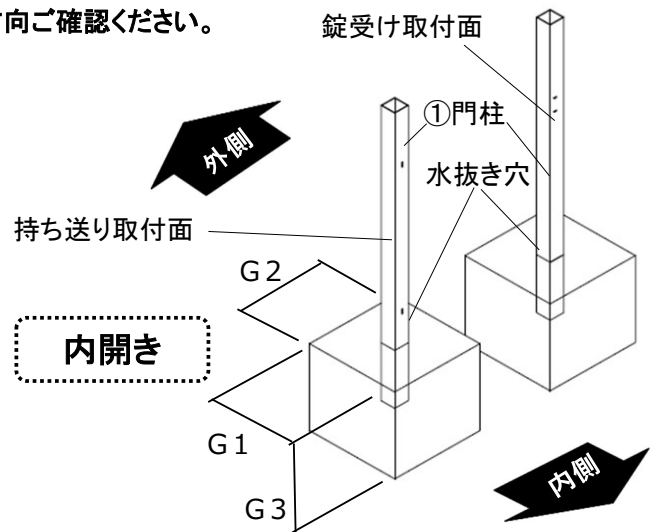 向ご確認ください。
錠受け取付面
①門柱
外側
水抜き穴
持ち送り取付面
G2
内開き
G1
内側
G3